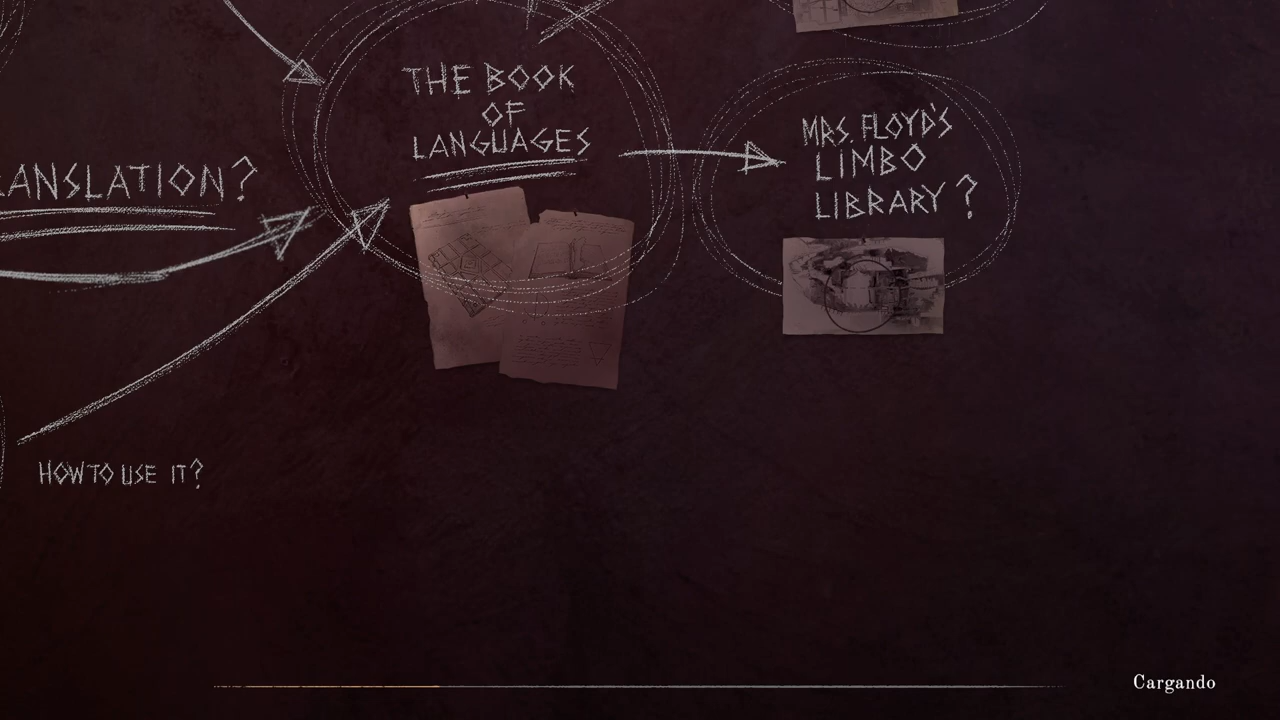 THE BOOK
OF
LANGUAGES
MRS. FLOYD'S
LIMBO
LIBRARY?
ANSLATION?
HOW TO USE IT?
Cargando